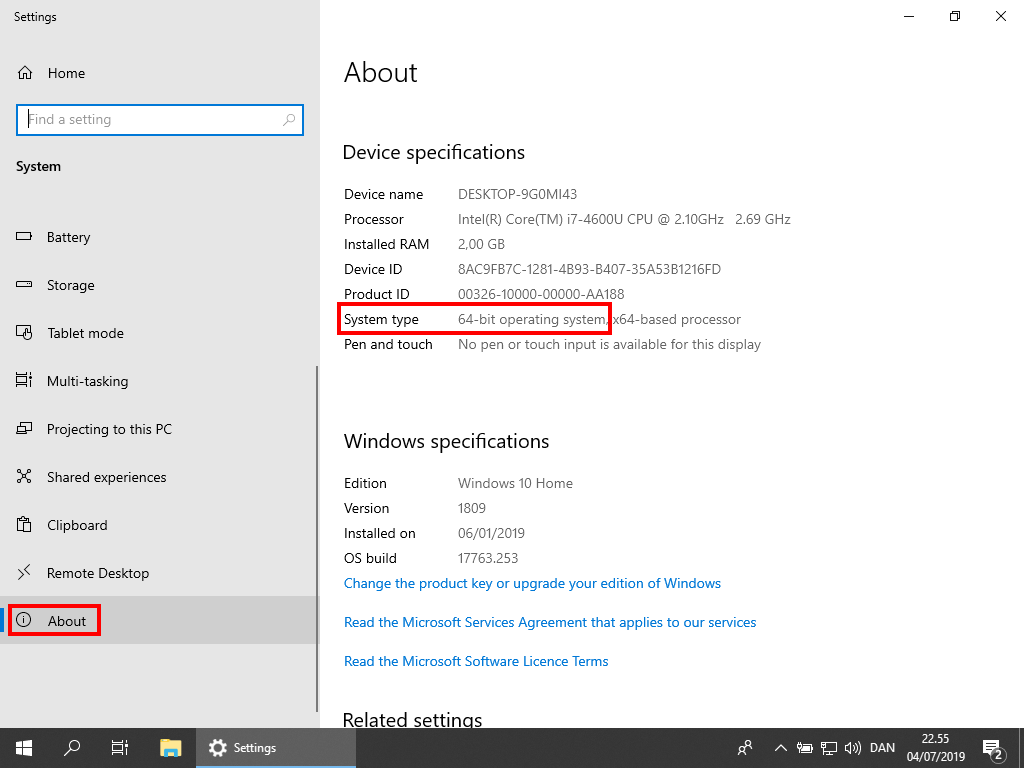 Settings
Home
Find a setting
System
Battery
Storage
Tablet mode
Multi-tasking
Projecting to this PC
Shared experiences
Clipboard
Remote Desktop
About
About
Device specifications
Device name DESKTOP-9G0MI43
Processor Intel(R) Core(TM) i7-4600U CPU @ 2.10GHz 2.69 GHz
Installed RAM 2,00 GB
Device ID 8AC9FB7C-1281-4B93-B407-35A53B1216FD
Product ID 00326-10000-00000-AA188
System type 64-bit operating system, x64-based processor
Pen and touch No pen or touch input is available for this display
Windows specifications
Edition Windows 10 Home
Version 1809
Installed on 06/01/2019
OS build 17763.253
Change the product key or upgrade your edition of Windows
Read the Microsoft Services Agreement that applies to our services
Read the Microsoft Software Licence Terms
Related settings
Settings
DAN
22.55
04/07/2019
2